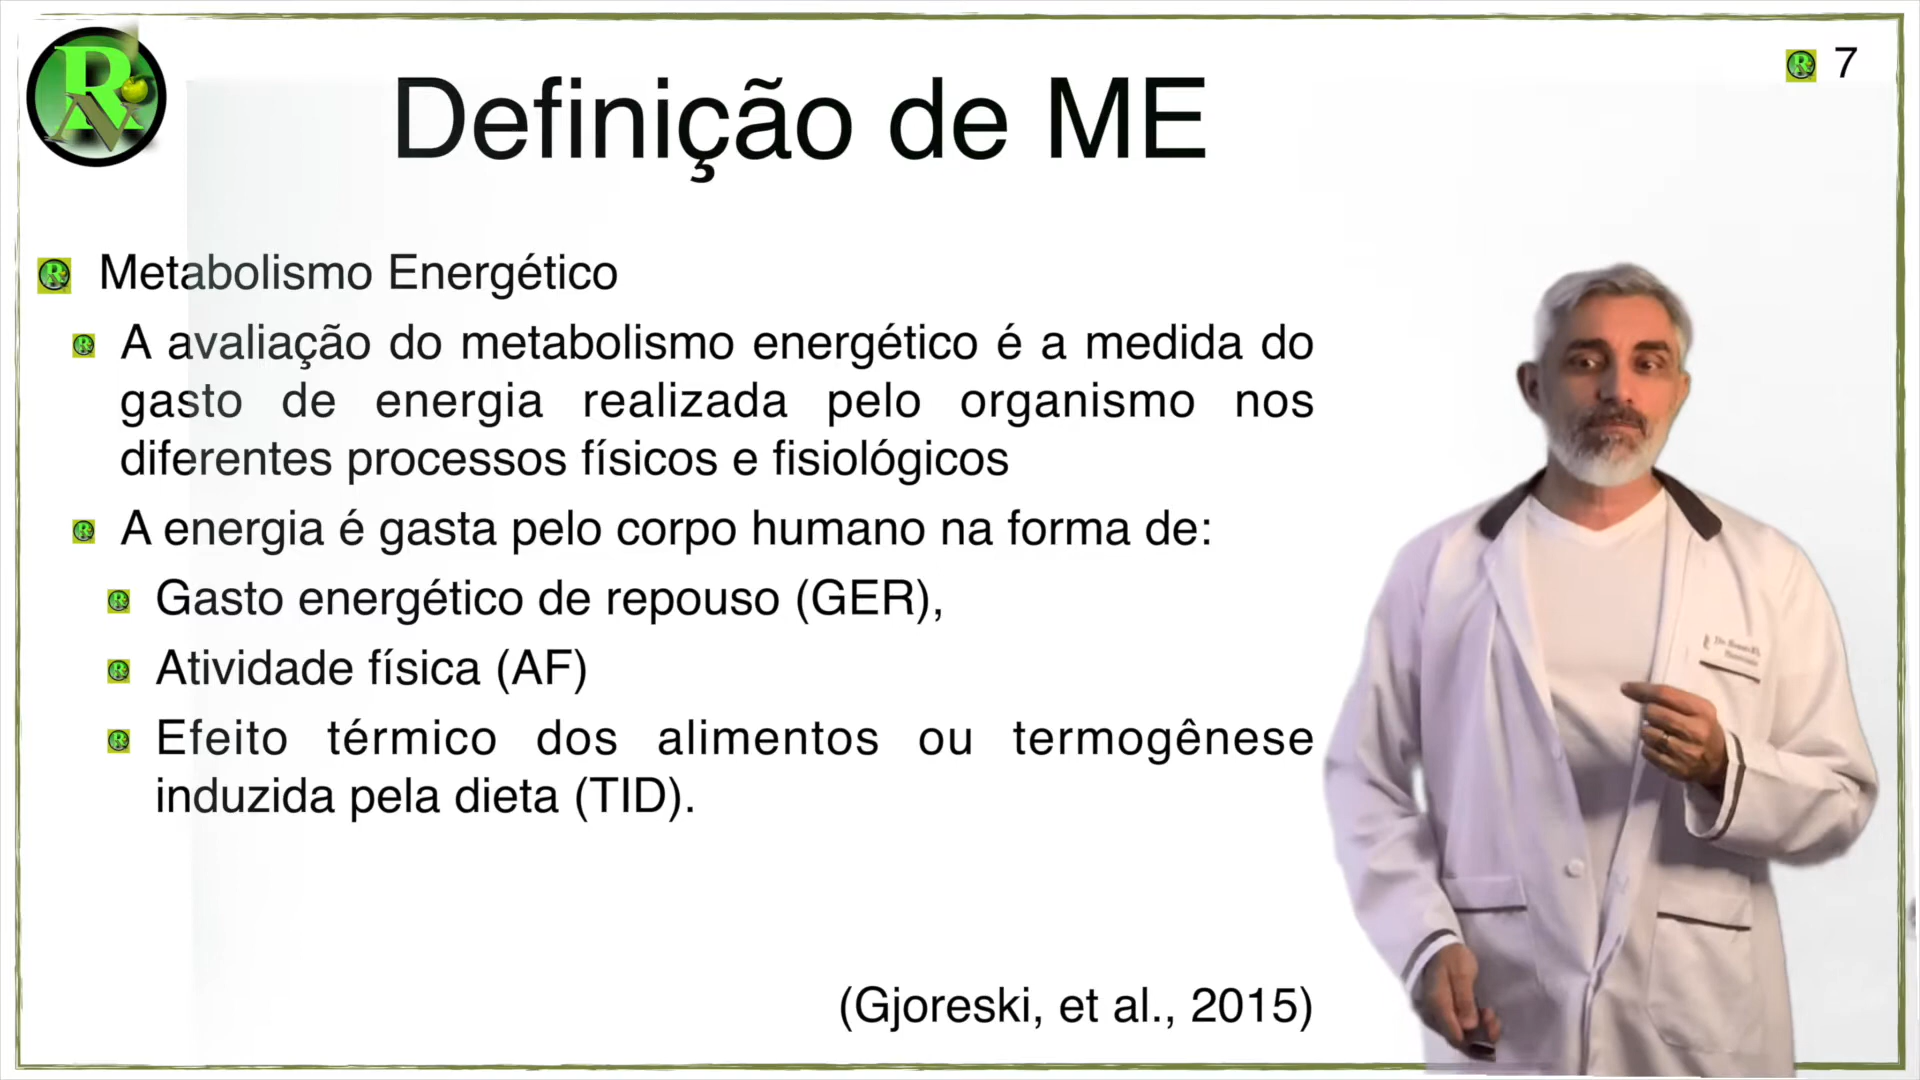 7
Definição de ME
Metabolismo Energético
A avaliação do metabolismo energético é a medida do
gasto de energia realizada pelo organismo nos
diferentes processos físicos e fisiológicos
A energia é gasta pelo corpo humano na forma de:
Gasto energético de repouso (GER),
Atividade física (AF)
Efeito térmico dos alimentos ou termogênese
induzida pela dieta (TID).
(Gjoreski, et al., 2015)